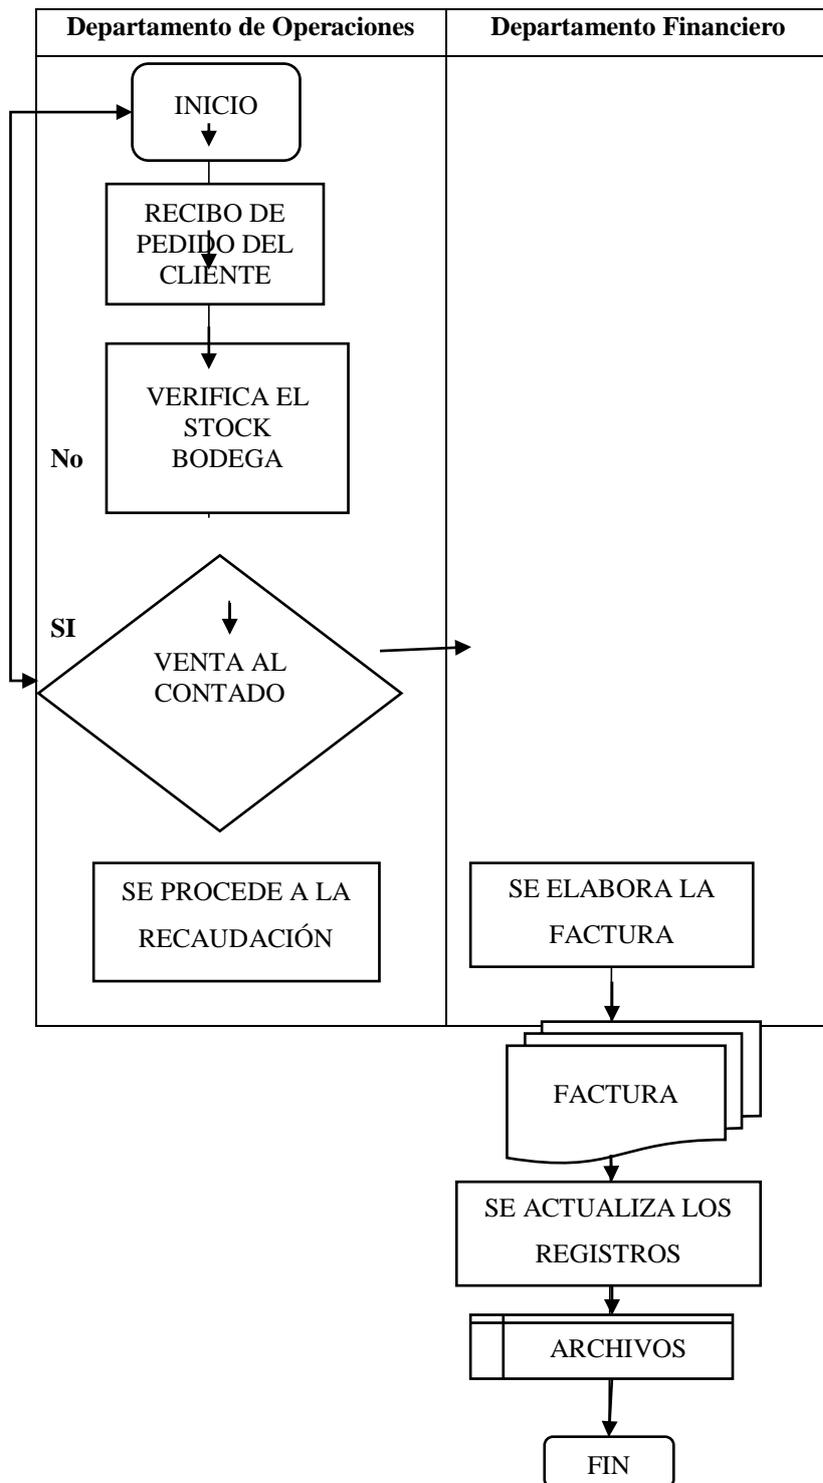 Departamento de Operaciones
Departamento Financiero
INICIO
RECIBO DE
PEDIDO DEL
CLIENTE
VERIFICA EL
STOCK
BODEGA
No
SI
VENTA AL
CONTADO
SE PROCEDE A LA
RECAUDACIÓN
SE ELABORA LA
FACTURA
FACTURA
SE ACTUALIZA LOS
REGISTROS
ARCHIVOS
FIN